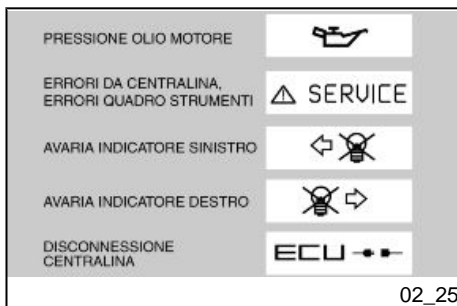 PRESSIONE OLIO MOTORE
ERRORI DA CENTRALINA,
ERRORI QUADRO STRUMENTI
SERVICE
AVARIA INDICATORE SINISTRO
AVARIA INDICATORE DESTRO
DISCONNESSIONE
CENTRALINA
ECU
02_25